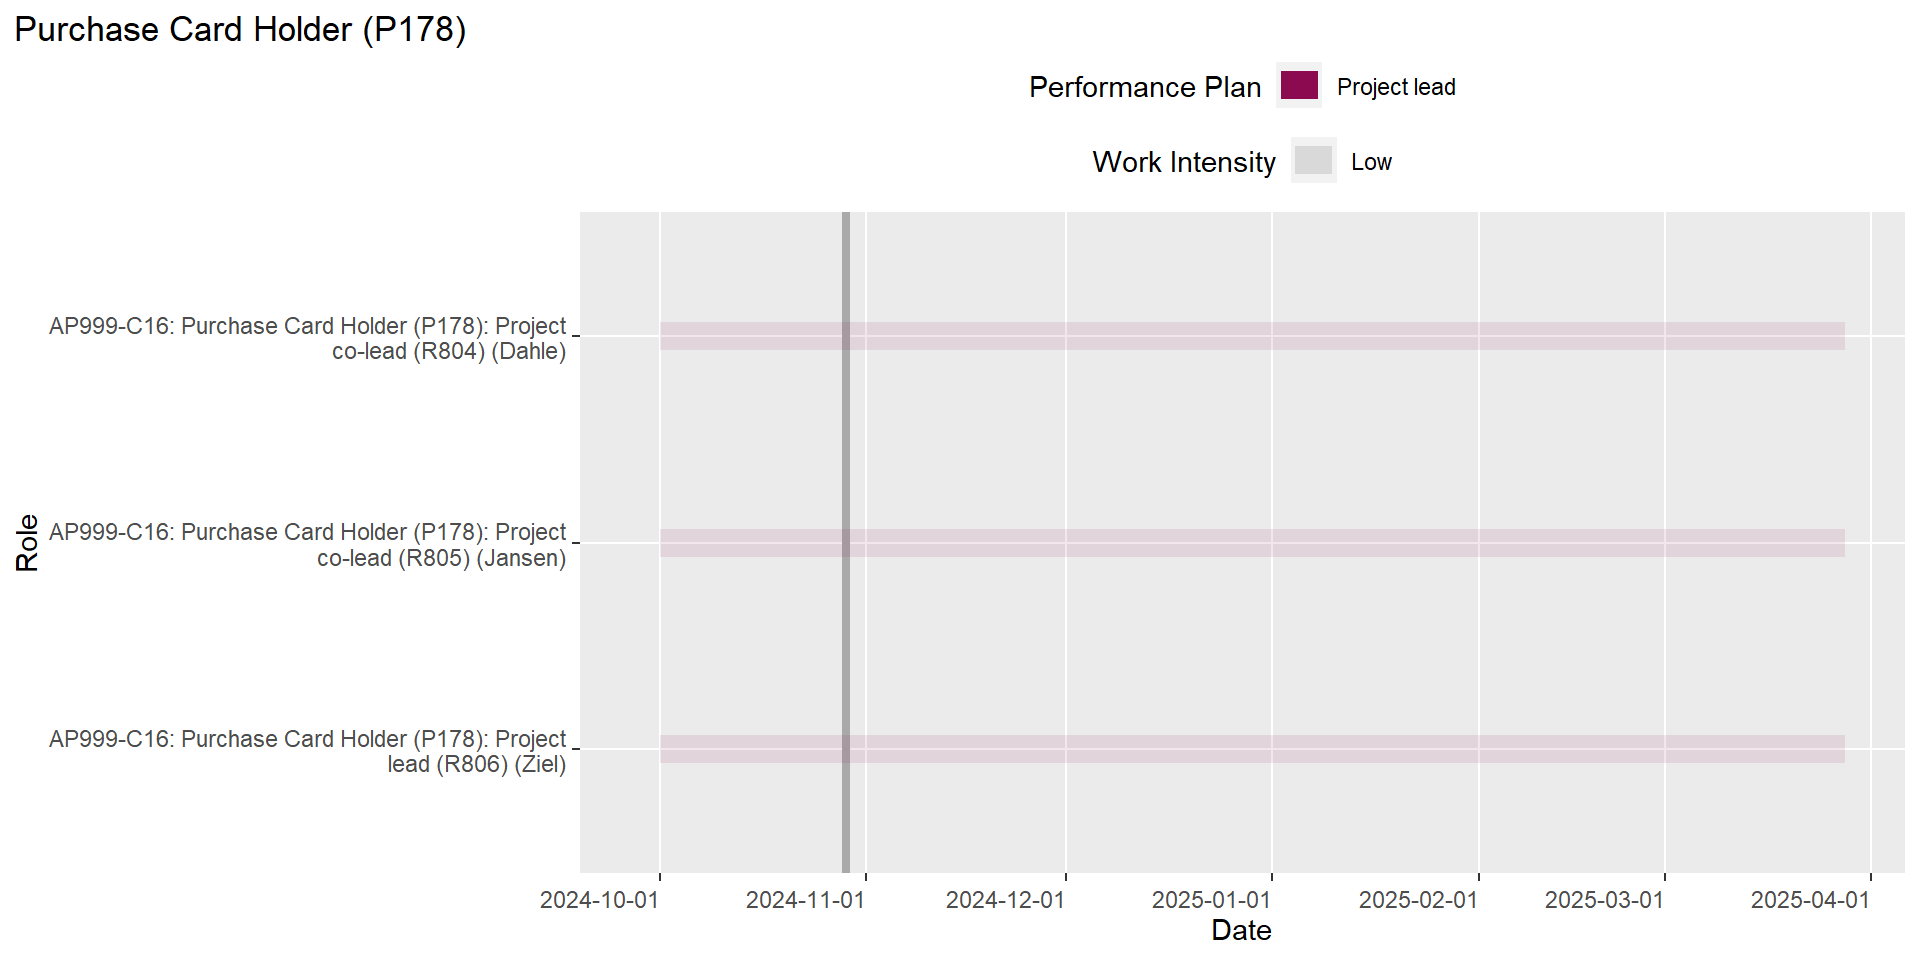 Purchase Card Holder (P178)
Performance Plan
Project lead
Work Intensity
Low
Role
AP999-C16: Purchase Card Holder (P178): Project
co-lead (R804) (Dahle)
AP999-C16: Purchase Card Holder (P178): Project
co-lead (R805) (Jansen)
AP999-C16: Purchase Card Holder (P178): Project
lead (R806) (Ziel)
2024-10-01 2024-11-01 2024-12-01 2025-01-01 2025-02-01 2025-03-01 2025-04-01
Date